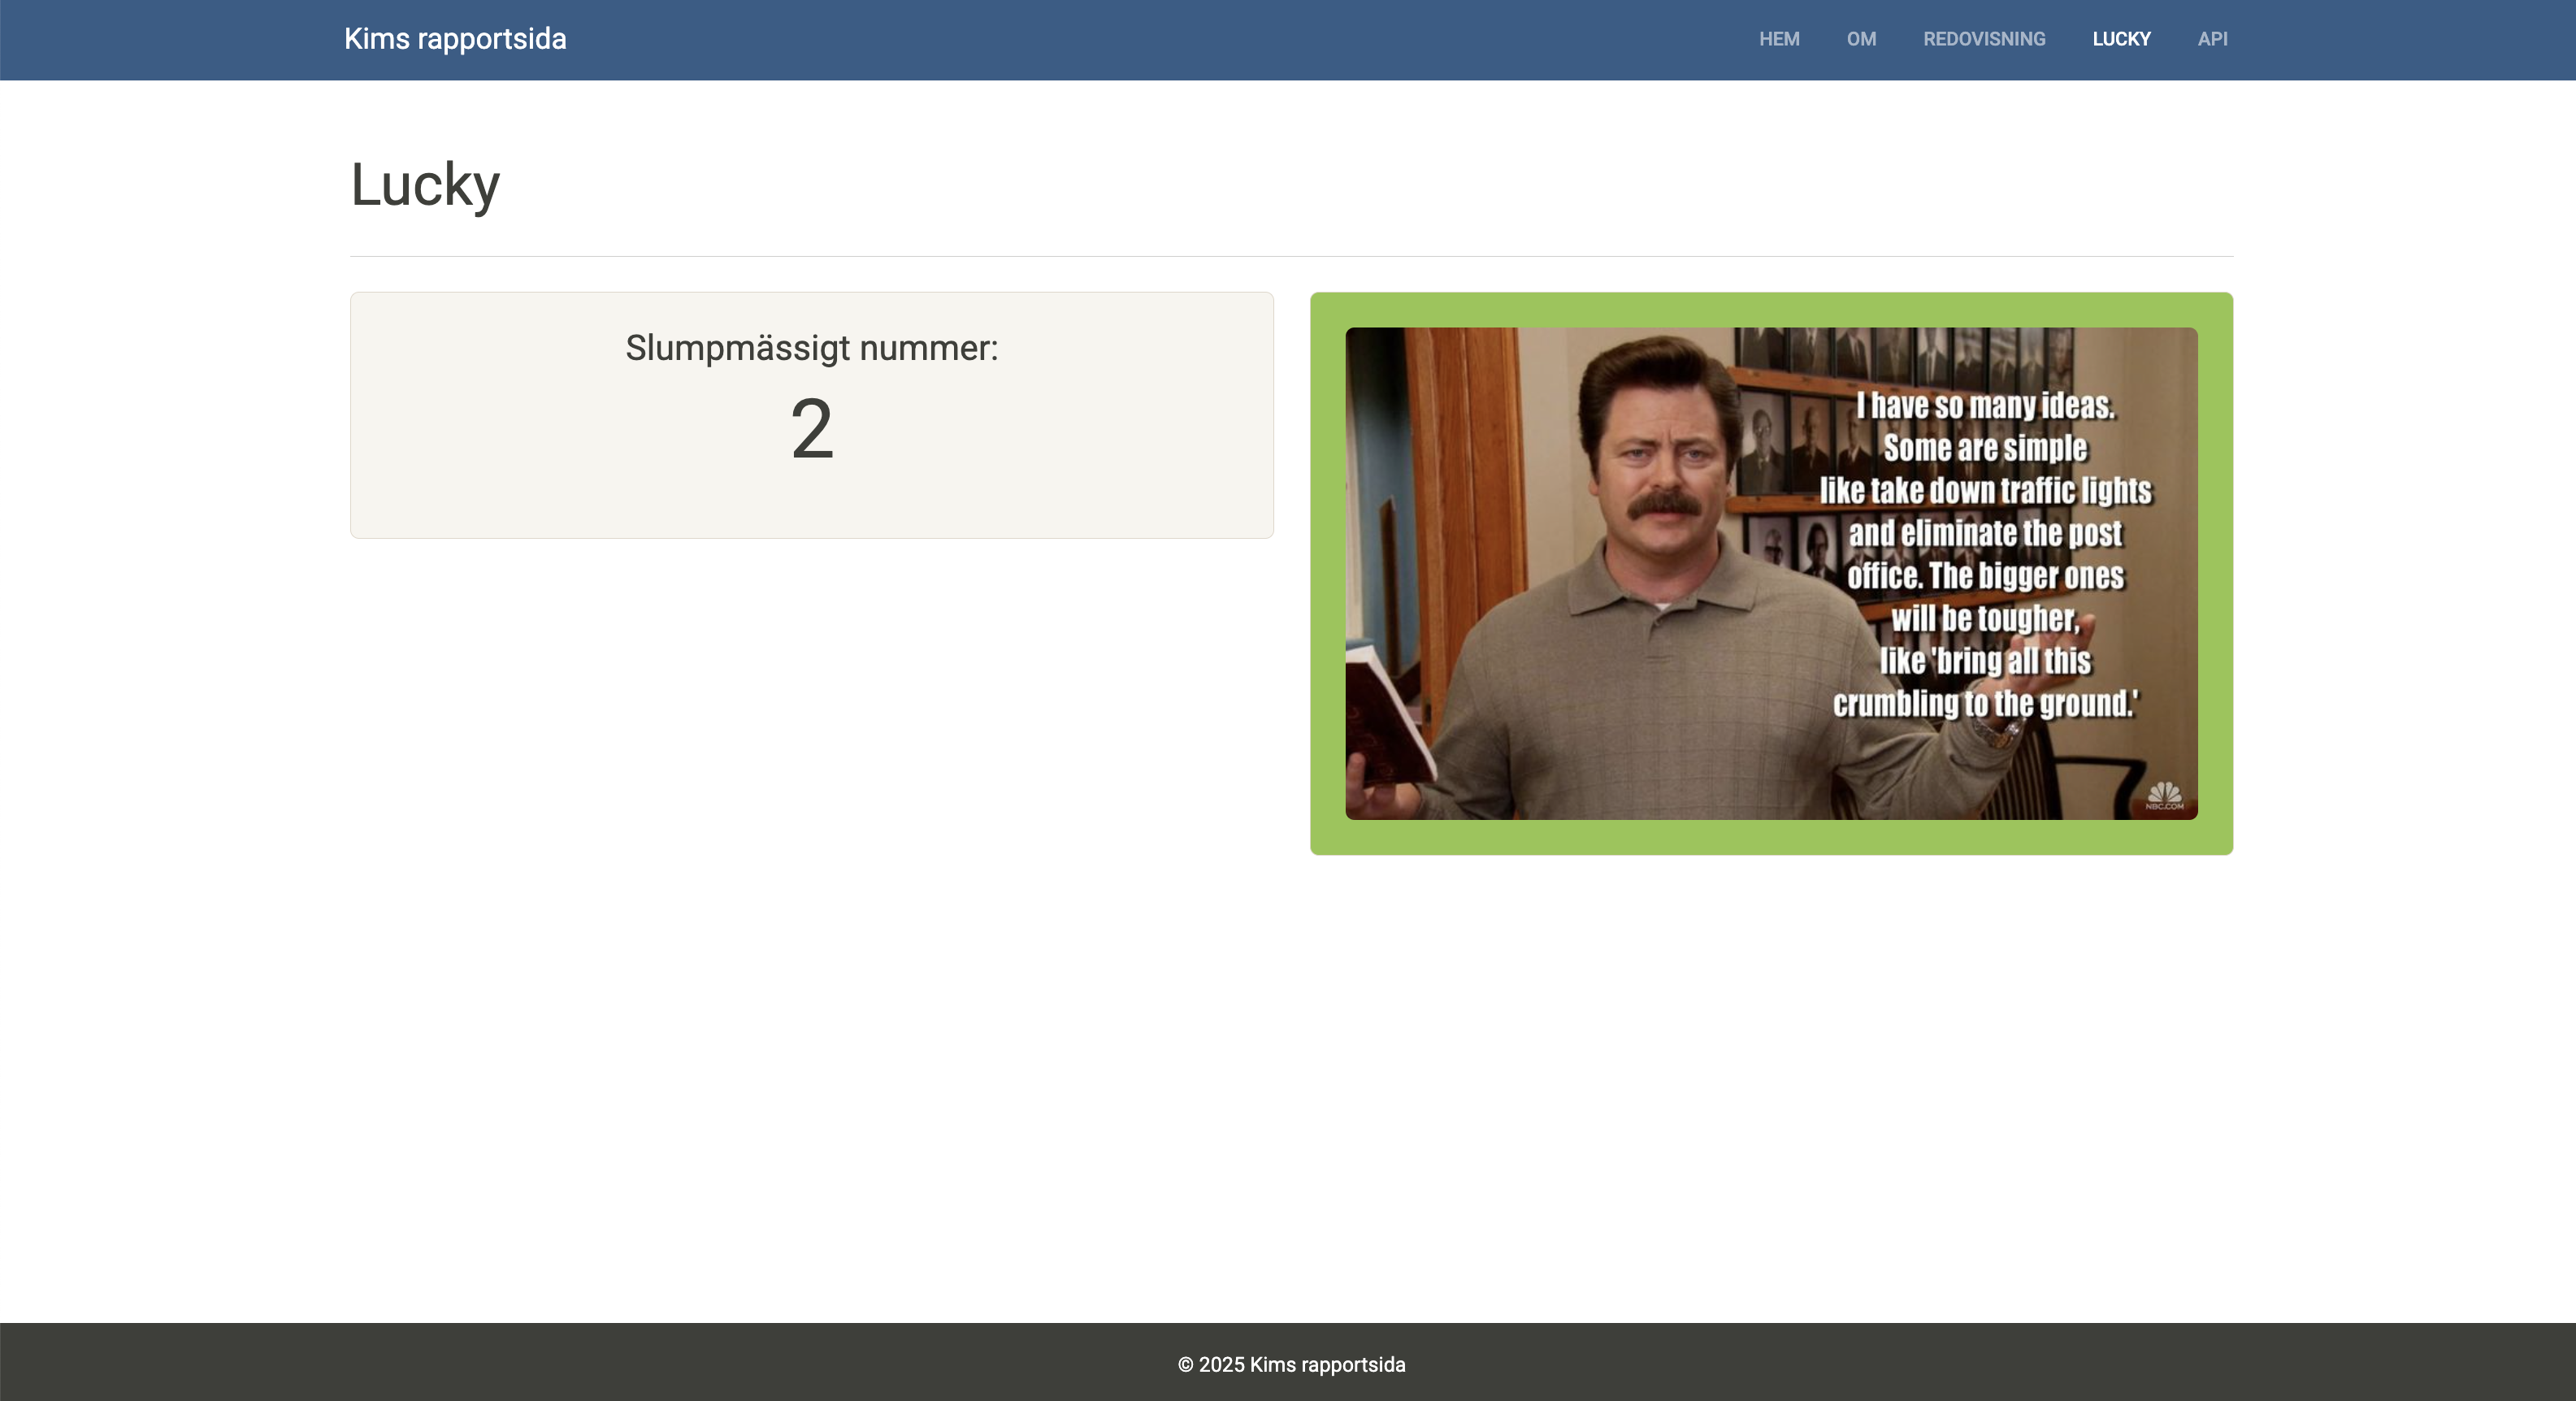 Kims rapportsida
HEM OM REDOVISNING LUCKY API
Lucky
Slumpmässigt nummer:
2
I have so many ideas.
Some are simple
like take down traffic lights
and eliminate the post
office. The bigger ones
will be tougher,
like 'bring all this
crumbling to the ground.'
NBC.COM
© 2025 Kims rapportsida